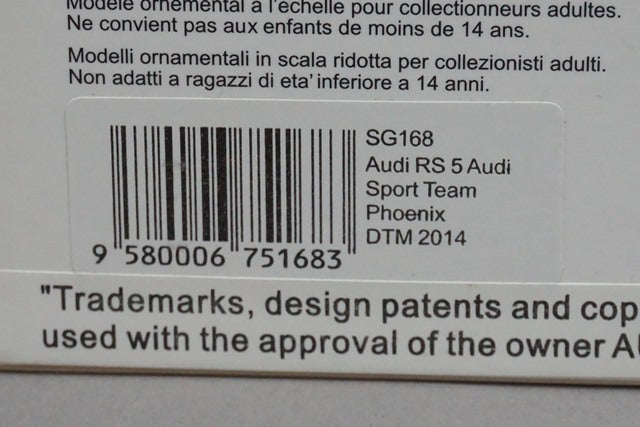 Modèle ornemental à l'échelle pour collectionneurs adultes.
Ne convient pas aux enfants de moins de 14 ans.
Modelli ornamentali in scala ridotta per collezionisti adulti.
Non adatti a ragazzi di eta'inferiore a 14 anni.
SG168
Audi RS 5 Audi
Sport Team
Phoenix
DTM 2014
9 580006 751683
"Trademarks, design patents and cop
used with the approval of the owner AU